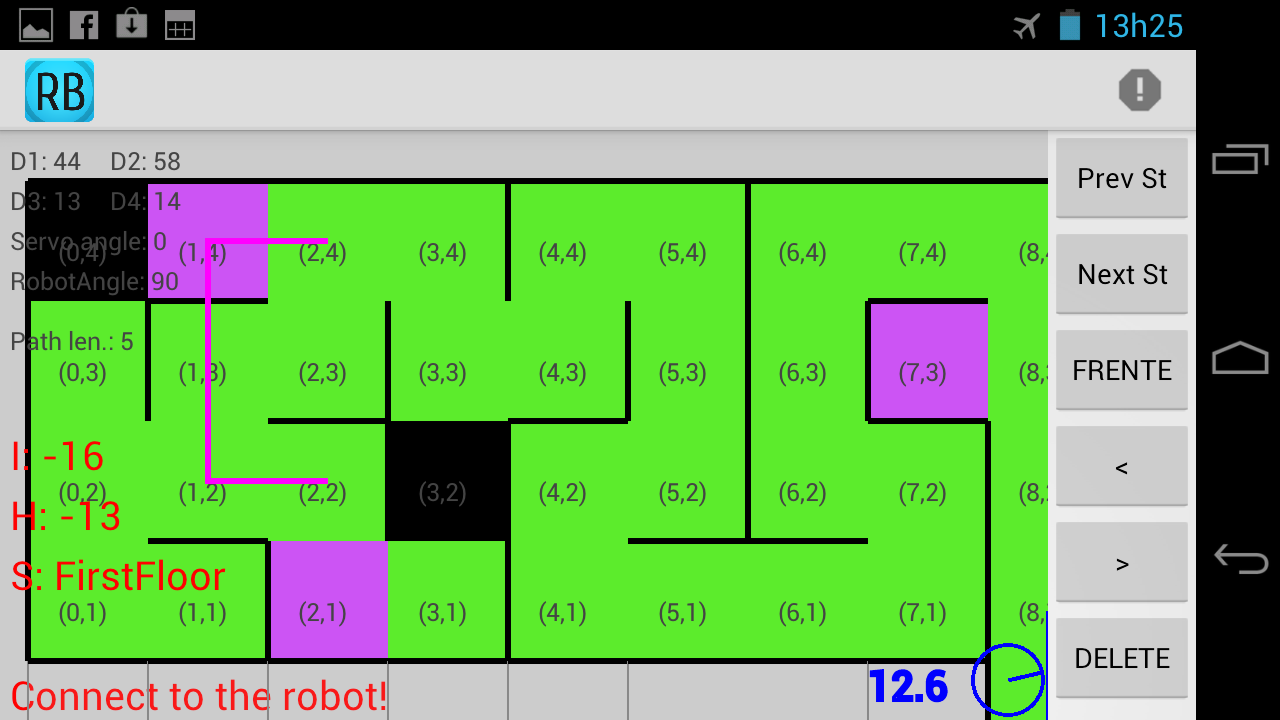 13h25
RB
D1: 44 D2: 58
D3: 13 D4: 14
Servo angle: 0
RobotAngle: 90
Path len.: 5
(0,4) (1,4) (2,4) (3,4) (4,4) (5,4) (6,4) (7,4) (8,4
(0,3) (1,3) (2,3) (3,3) (4,3) (5,3) (6,3) (7,3) (8,3
I: -16
(0,2) (1,2) (2,2) (3,2) (4,2) (5,2) (6,2) (7,2) (8,2
H: -13
S: FirstFloor
(0,1) (1,1) (2,1) (3,1) (4,1) (5,1) (6,1) (7,1) (8,
Connect to the robot!
12.6
Prev St
Next St
FRENTE
<
>
DELETE